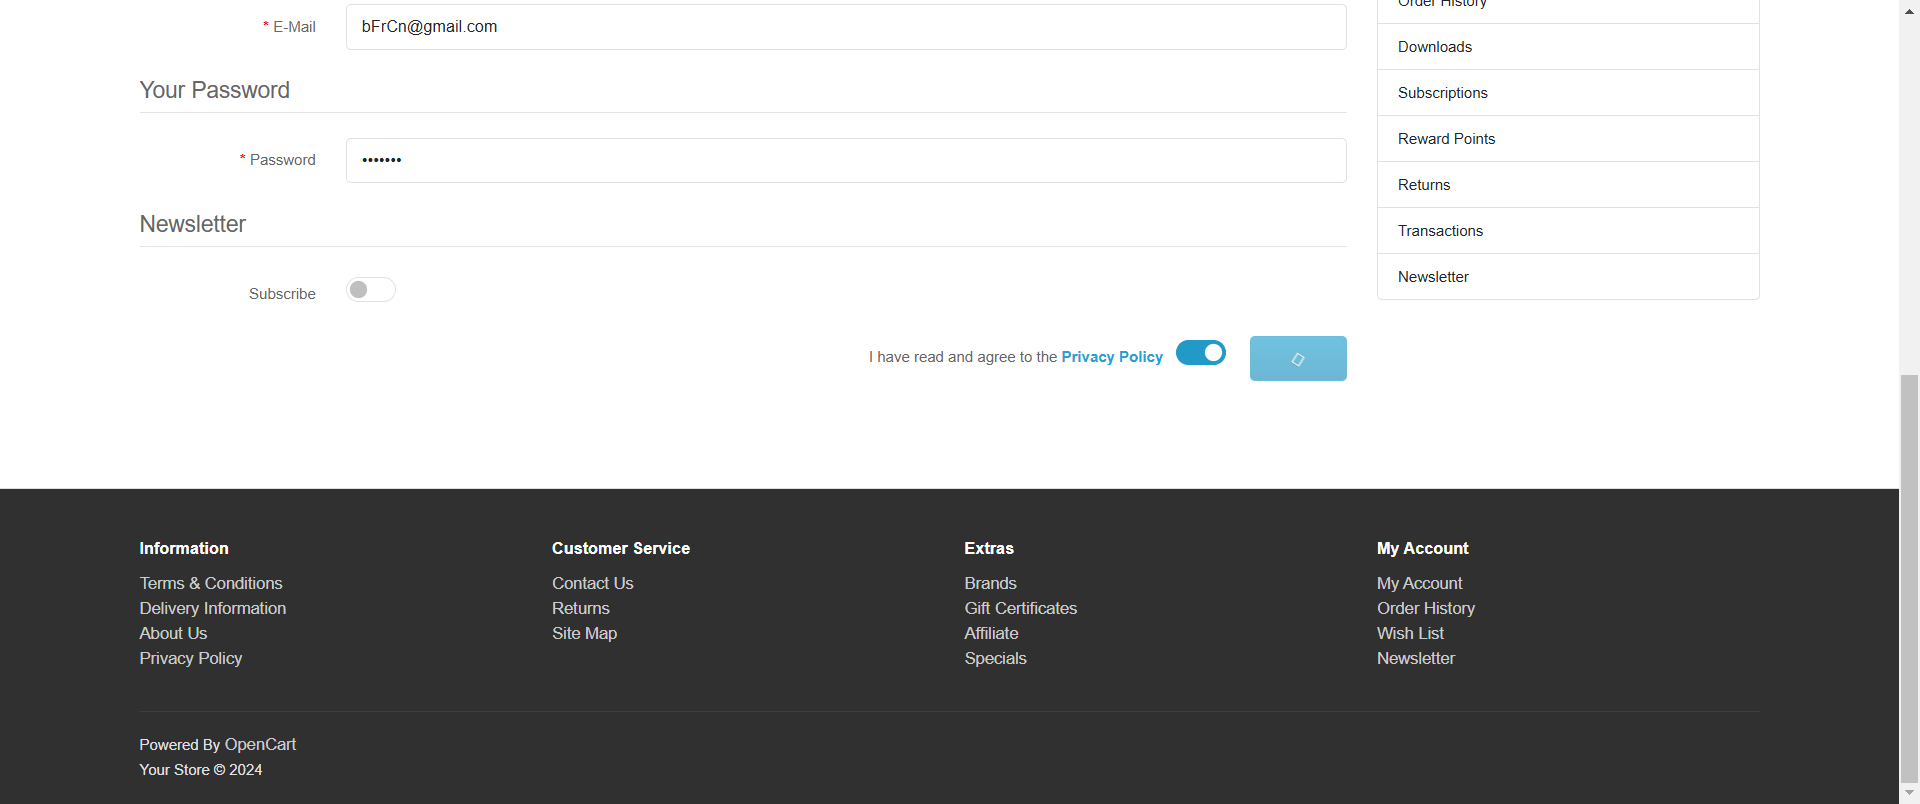 * E-Mail
bFrCn@gmail.com
Your Password
* Password
•••••••
Newsletter
Subscribe
I have read and agree to the Privacy Policy
Order History
Downloads
Subscriptions
Reward Points
Returns
Transactions
Newsletter
Information
Terms & Conditions
Delivery Information
About Us
Privacy Policy
Customer Service
Contact Us
Returns
Site Map
Extras
Brands
Gift Certificates
Affiliate
Specials
My Account
My Account
Order History
Wish List
Newsletter
Powered By OpenCart
Your Store © 2024